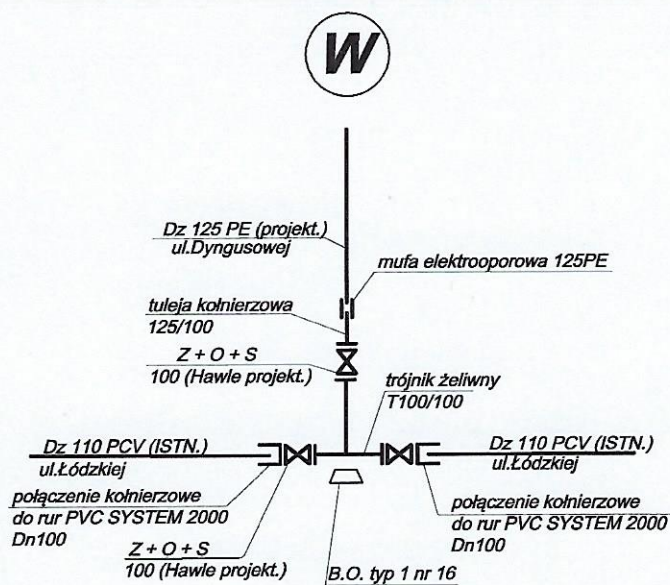 W
Dz 125 PE (projekt.)
ul.Dyngusowej
mufa elektrooporowa 125PE
tuleja kołnierzowa
125/100
Z + O + S
100 (Hawle projekt.)
trójnik żeliwny
T100/100
Dz 110 PCV (ISTN.)
ul.Łódzkiej
Dz 110 PCV (ISTN.)
ul.Łódzkiej
połączenie kołnierzowe
do rur PVC SYSTEM 2000
Dn100
połączenie kołnierzowe
do rur PVC SYSTEM 2000
Dn100
Z + O + S
100 (Hawle projekt.)
B.O. typ 1 nr 16